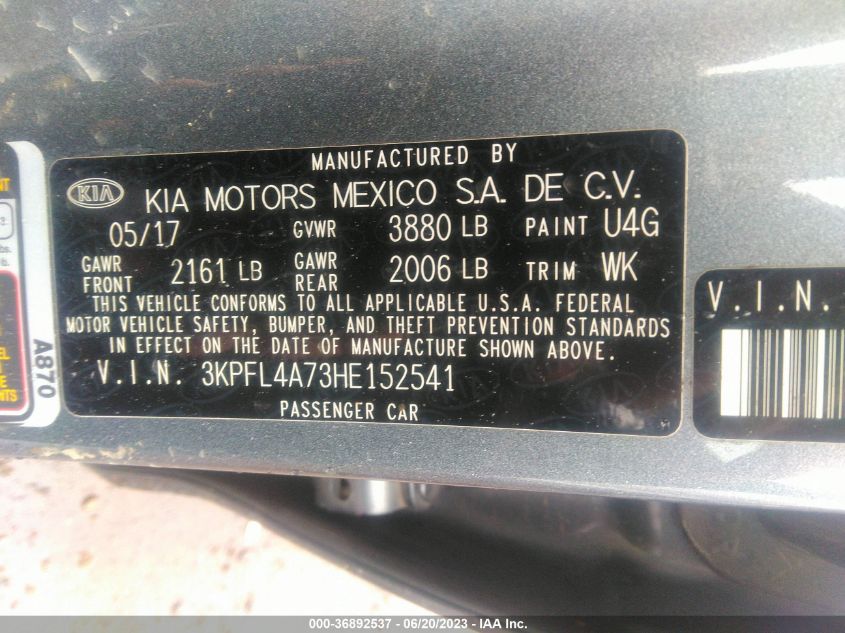 MANUFACTURED BY
KIA KIA MOTORS MEXICO S.A. DE C.V.
05/17 GVWR 3880 LB PAINT U4G
GAWR FRONT 2161 LB GAWR REAR 2006 LB TRIM WK
THIS VEHICLE CONFORMS TO ALL APPLICABLE U.S.A. FEDERAL
MOTOR VEHICLE SAFETY, BUMPER, AND THEFT PREVENTION STANDARDS
IN EFFECT ON THE DATE OF MANUFACTURE SHOWN ABOVE.
V.I.N. 3KPFL4A73HE152541
PASSENGER CAR
A870
V.I.N.
000-36892537 - 06/20/2023 - IAA Inc.